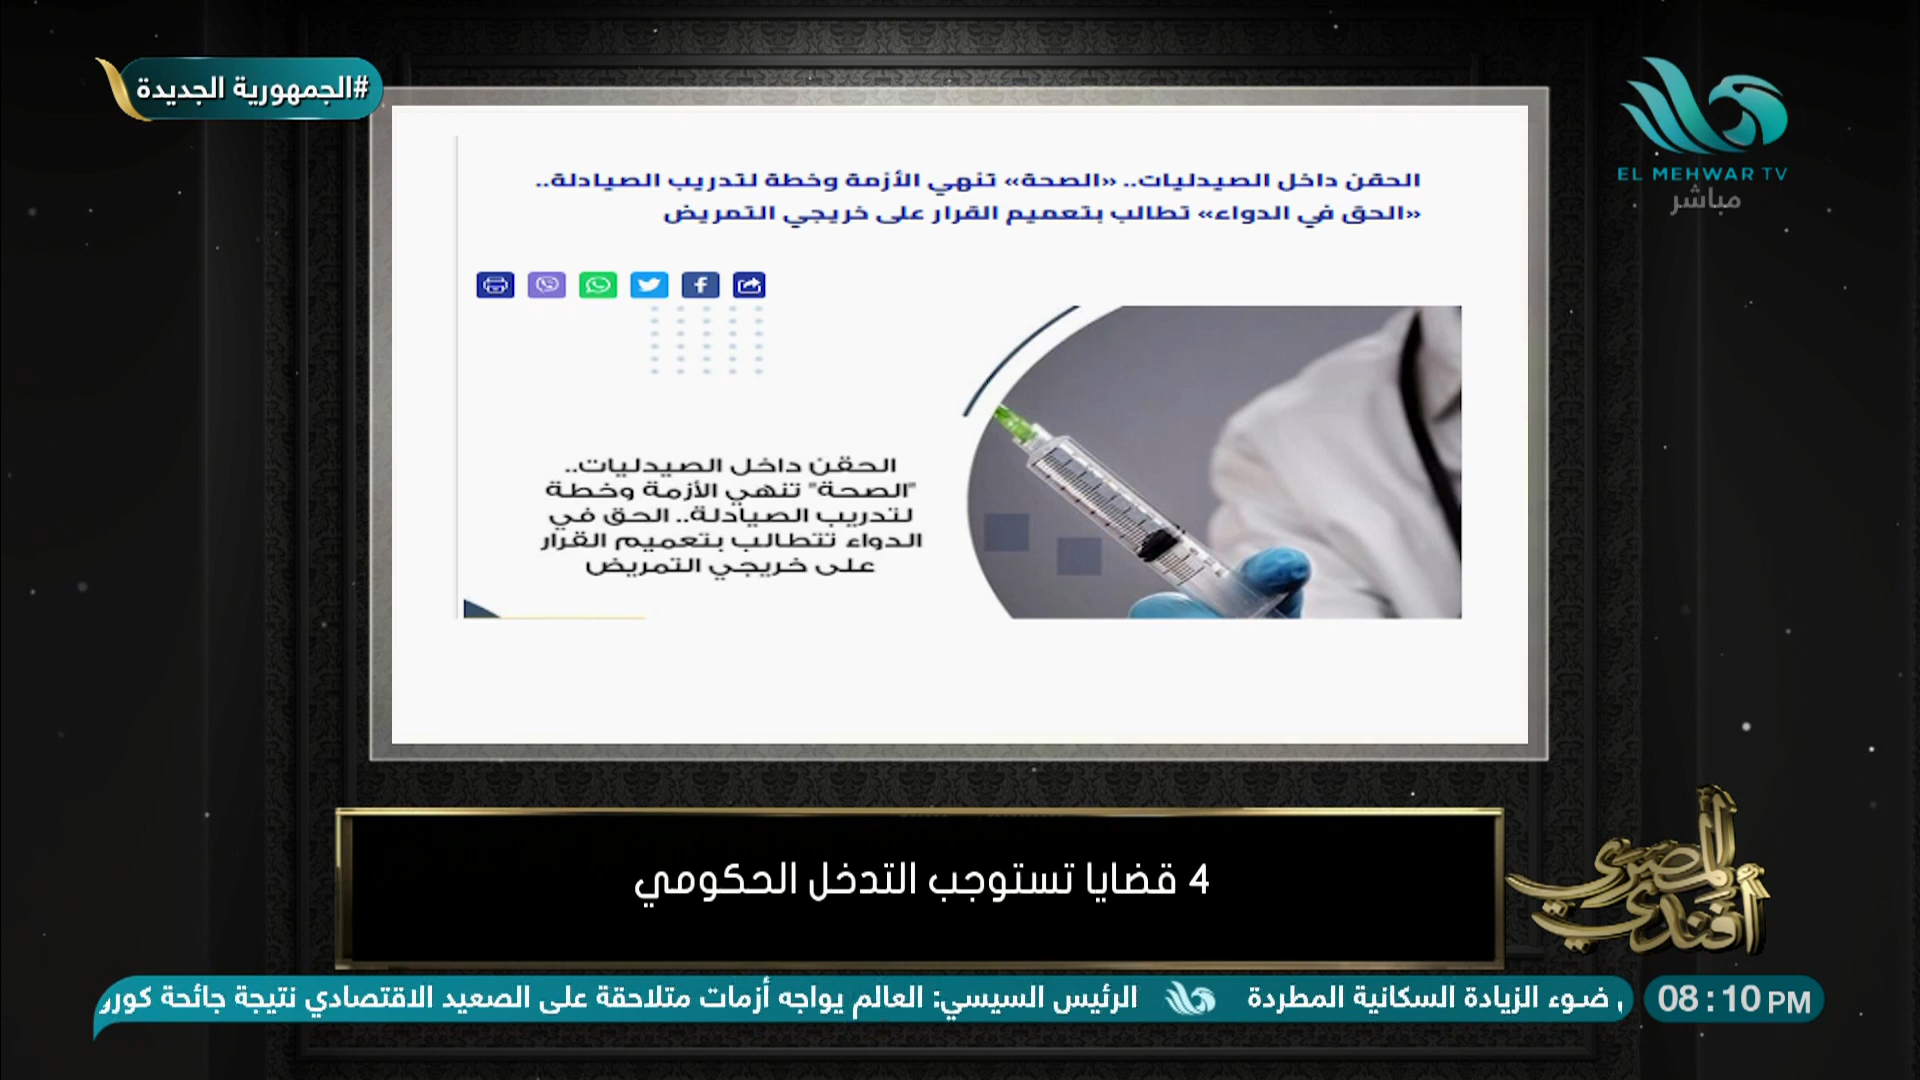 #الجمهورية الجديدة
EL MEHWAR TV
مباشر
الحقن داخل الصيدليات.. «الصحة» تنهي الأزمة وخطة لتدريب الصيادلة..
«الحق في الدواء» تطالب بتعميم القرار على خريجي التمريض
الحقن داخل الصيدليات..
"الصحة" تنهي الأزمة وخطة
لتدريب الصيادلة.. الحق في
الدواء تتطالب بتعميم القرار
على خريجي التمريض
4 قضايا تستوجب التدخل الحكومي
المصري
أفندي
ضوء الزيادة السكانية المطردة الرئيس السيسي: العالم يواجه أزمات متلاحقة على الصعيد الاقتصادي نتيجة جائحة
08:10 PM